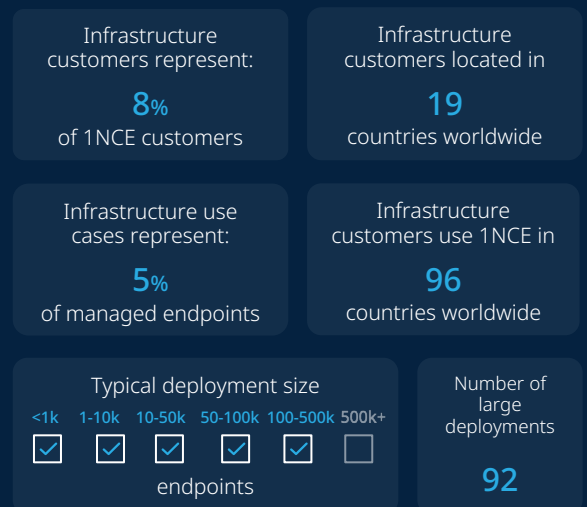 Infrastructure
customers represent:
8%
of 1NCE customers
Infrastructure
customers located in
19
countries worldwide
Infrastructure use
cases represent:
5%
of managed endpoints
Infrastructure
customers use 1NCE in
96
countries worldwide
Typical deployment size
<1k 1-10k 10-50k 50-100k 100-500k 500k+
endpoints
Number of
large
deployments
92